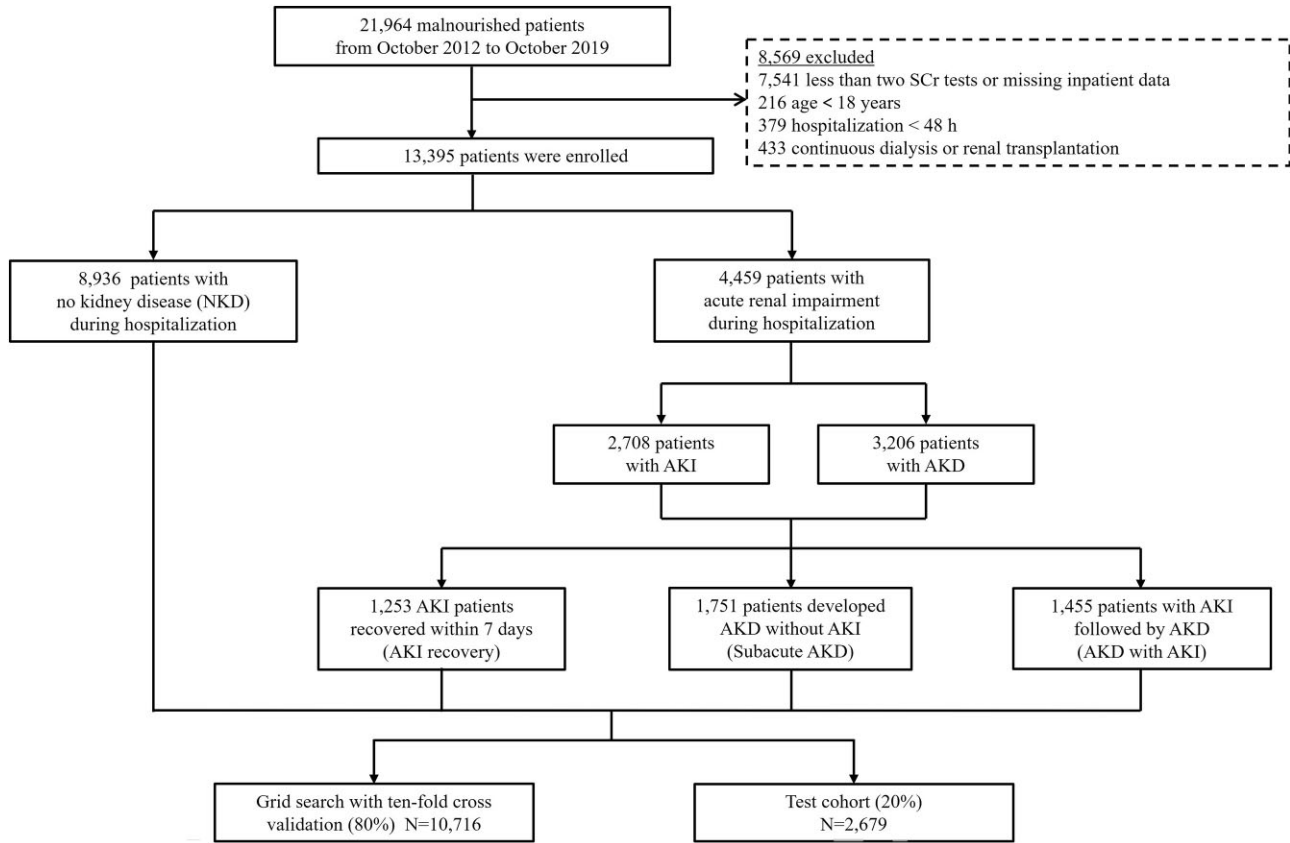 21,964 malnourished patients
from October 2012 to October 2019
8,569 excluded
7,541 less than two SCr tests or missing inpatient data
216 age < 18 years
379 hospitalization < 48 h
433 continuous dialysis or renal transplantation
13,395 patients were enrolled
8,936 patients with
no kidney disease (NKD)
during hospitalization
4,459 patients with
acute renal impairment
during hospitalization
2,708 patients
with AKI
3,206 patients
with AKD
1,253 AKI patients
recovered within 7 days
(AKI recovery)
1,751 patients developed
AKD without AKI
(Subacute AKD)
1,455 patients with AKI
followed by AKD
(AKD with AKI)
Grid search with ten-fold cross
validation (80%) N=10,716
Test cohort (20%)
N=2,679